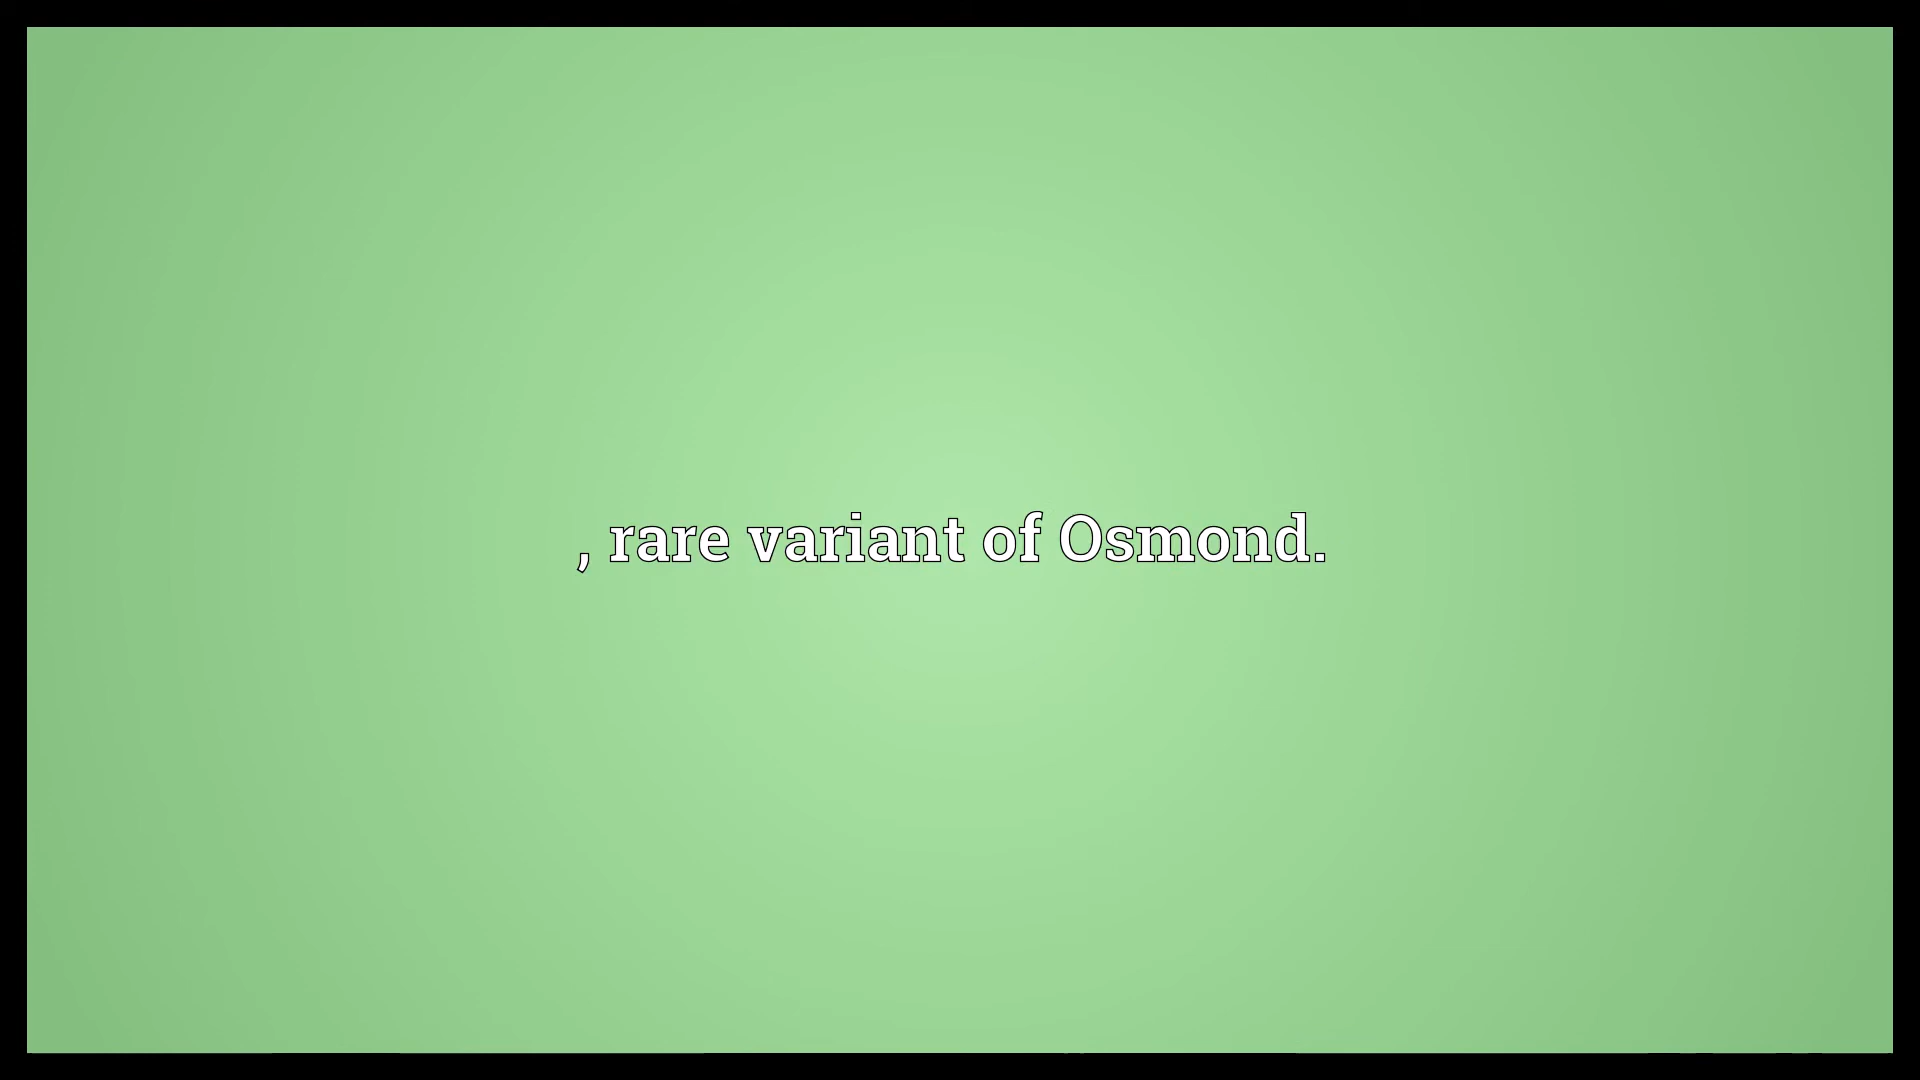 , rare variant of Osmond.